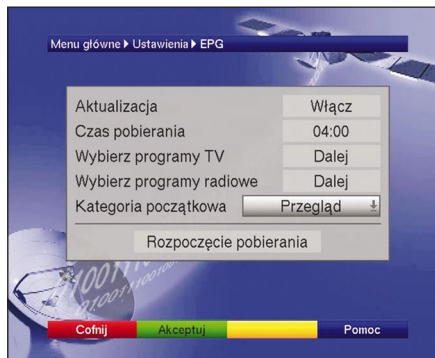 Menu główne ▶ Ustawienia ▶ EPG
Aktualizacja Włącz
Czas pobierania 04:00
Wybierz programy TV Dalej
Wybierz programy radiowe Dalej
Kategoria początkowa Przegląd
Rozpoczęcie pobierania
Cofnij Akceptuj Pomoc